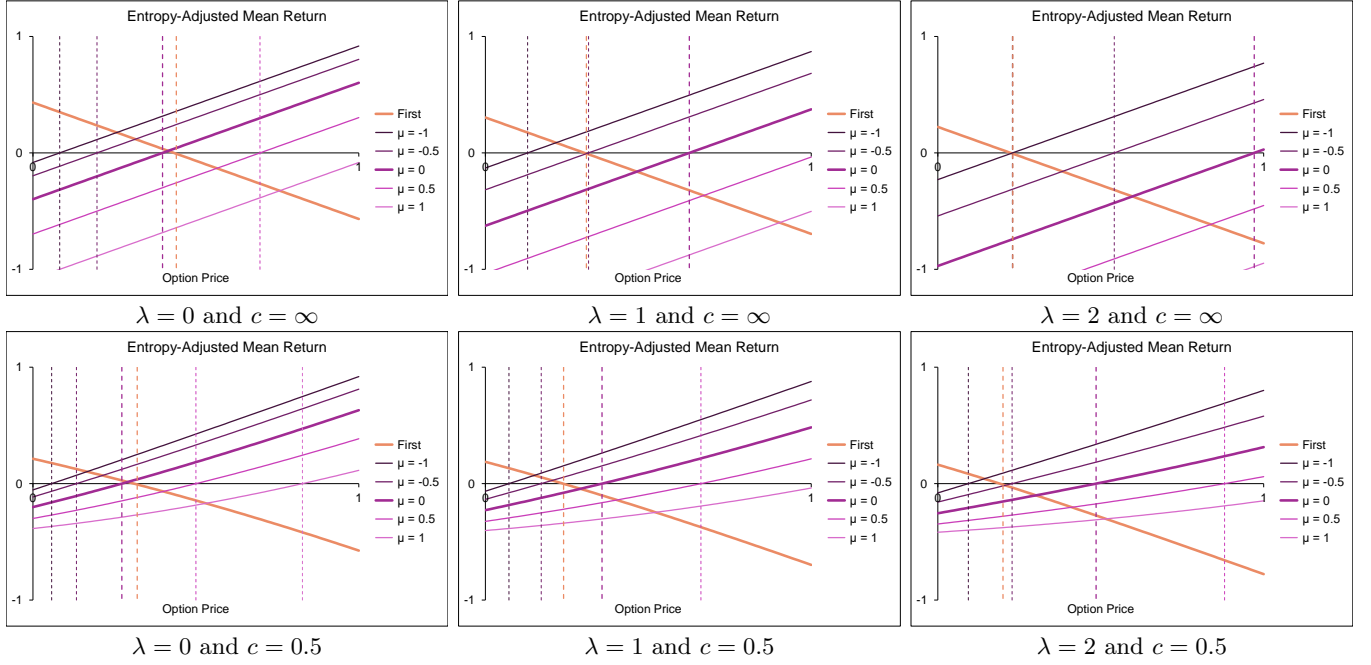 Entropy-Adjusted Mean Return
1
0
-1
0
1
Option Price
First
μ = -1
μ = -0.5
μ = 0
μ = 0.5
μ = 1
λ = 0 and c = ∞
Entropy-Adjusted Mean Return
1
0
-1
0
1
Option Price
First
μ = -1
μ = -0.5
μ = 0
μ = 0.5
μ = 1
λ = 1 and c = ∞
Entropy-Adjusted Mean Return
1
0
-1
0
1
Option Price
First
μ = -1
μ = -0.5
μ = 0
μ = 0.5
μ = 1
λ = 2 and c = ∞
Entropy-Adjusted Mean Return
1
0
-1
0
1
Option Price
First
μ = -1
μ = -0.5
μ = 0
μ = 0.5
μ = 1
λ = 0 and c = 0.5
Entropy-Adjusted Mean Return
1
0
-1
0
1
Option Price
First
μ = -1
μ = -0.5
μ = 0
μ = 0.5
μ = 1
λ = 1 and c = 0.5
Entropy-Adjusted Mean Return
1
0
-1
0
1
Option Price
First
μ = -1
μ = -0.5
μ = 0
μ = 0.5
μ = 1
λ = 2 and c = 0.5